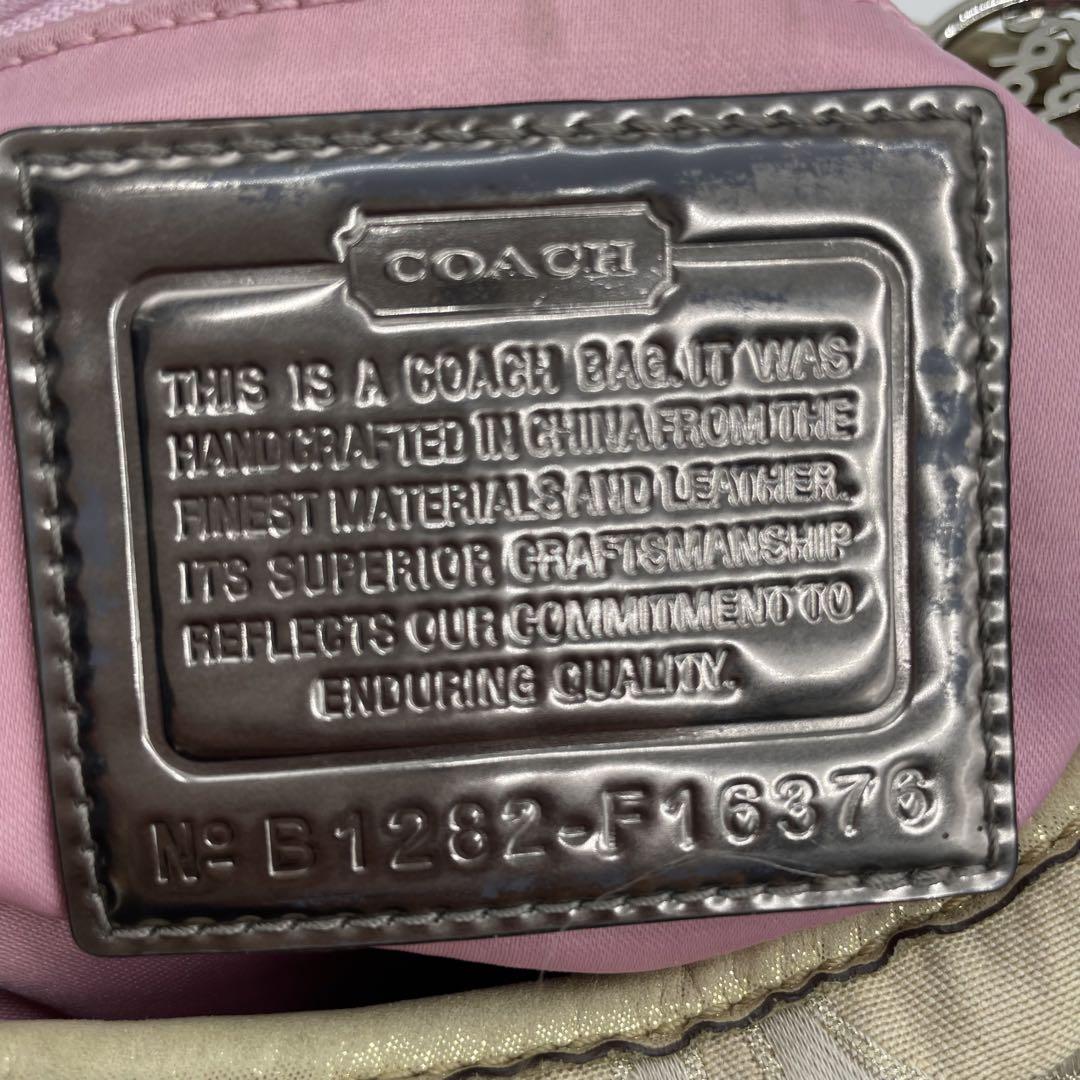 COACH
THIS IS A COACH BAG. IT WAS
HANDCRAFTED IN CHINA FROM THE
FINEST MATERIALS AND LEATHER.
ITS SUPERIOR CRAFTSMANSHIP
REFLECTS OUR COMMITMENT TO
ENDURING QUALITY.
Nº B1282-F16376